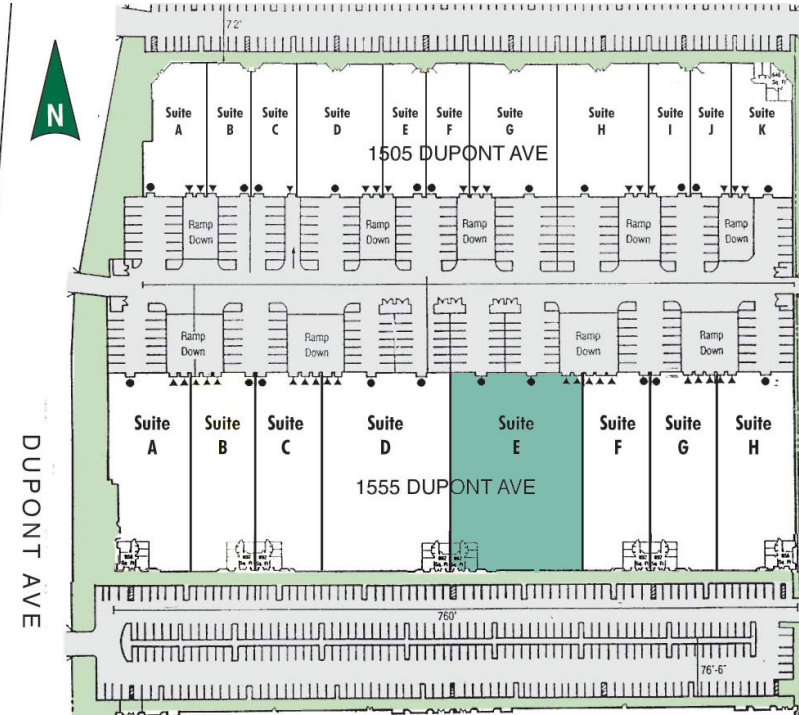 72'
N
Suite A
Suite B
Suite C
Suite D
Suite E
Suite F
Suite G
Suite H
Suite I
Suite J
Suite K
1505 DUPONT AVE
Ramp Down
Ramp Down
Ramp Down
Ramp Down
Ramp Down
Ramp Down
Ramp Down
Ramp Down
Ramp Down
Suite A
Suite B
Suite C
Suite D
Suite E
Suite F
Suite G
Suite H
1555 DUPONT AVE
DUPONT AVE
760'
76'-6"